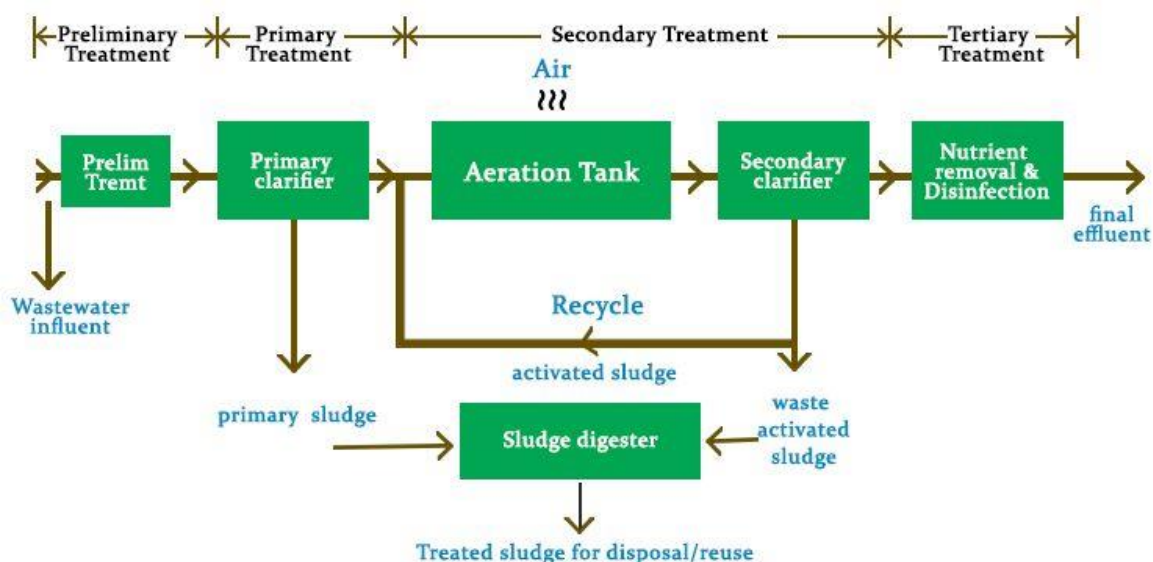 Preliminary
Treatment
Primary
Treatment
Secondary Treatment
Tertiary
Treatment
Air
Prelim
Tremt
Primary
clarifier
Aeration Tank
Secondary
clarifier
Nutrient
removal &
Disinfection
final
effluent
Wastewater
influent
Recycle
activated sludge
primary sludge
Sludge digester
waste
activated
sludge
Treated sludge for disposal/reuse